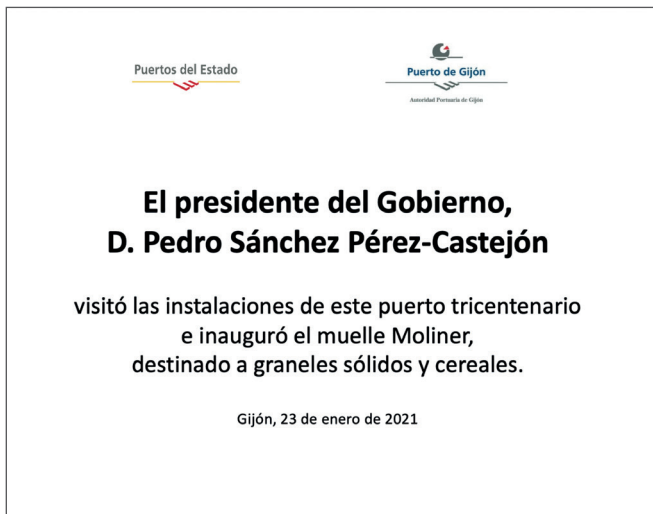 Puertos del Estado
Puerto de Gijón
Autoridad Portuaria de Gijón
El presidente del Gobierno,
D. Pedro Sánchez Pérez-Castejón
visitó las instalaciones de este puerto tricentenario
e inauguró el muelle Moliner,
destinado a graneles sólidos y cereales.
Gijón, 23 de enero de 2021